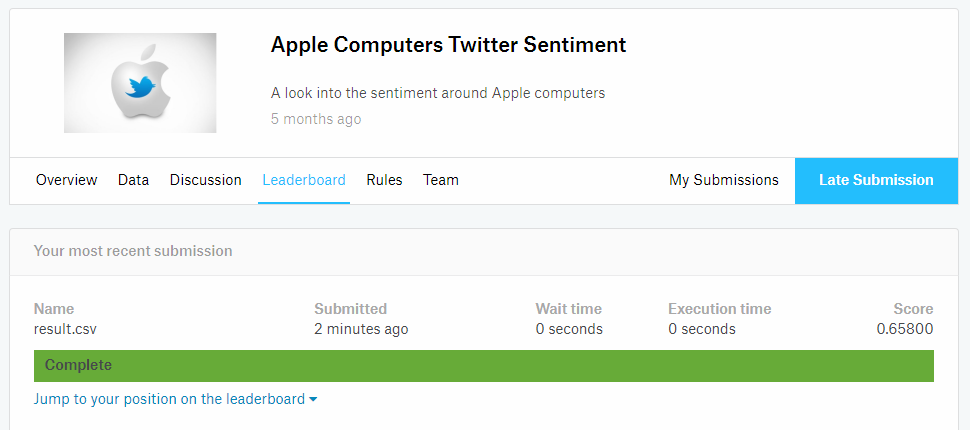 Apple Computers Twitter Sentiment
A look into the sentiment around Apple computers
5 months ago
Overview Data Discussion Leaderboard Rules Team My Submissions Late Submission
Your most recent submission
Name Submitted Wait time Execution time Score
result.csv 2 minutes ago 0 seconds 0 seconds 0.65800
Complete
Jump to your position on the leaderboard